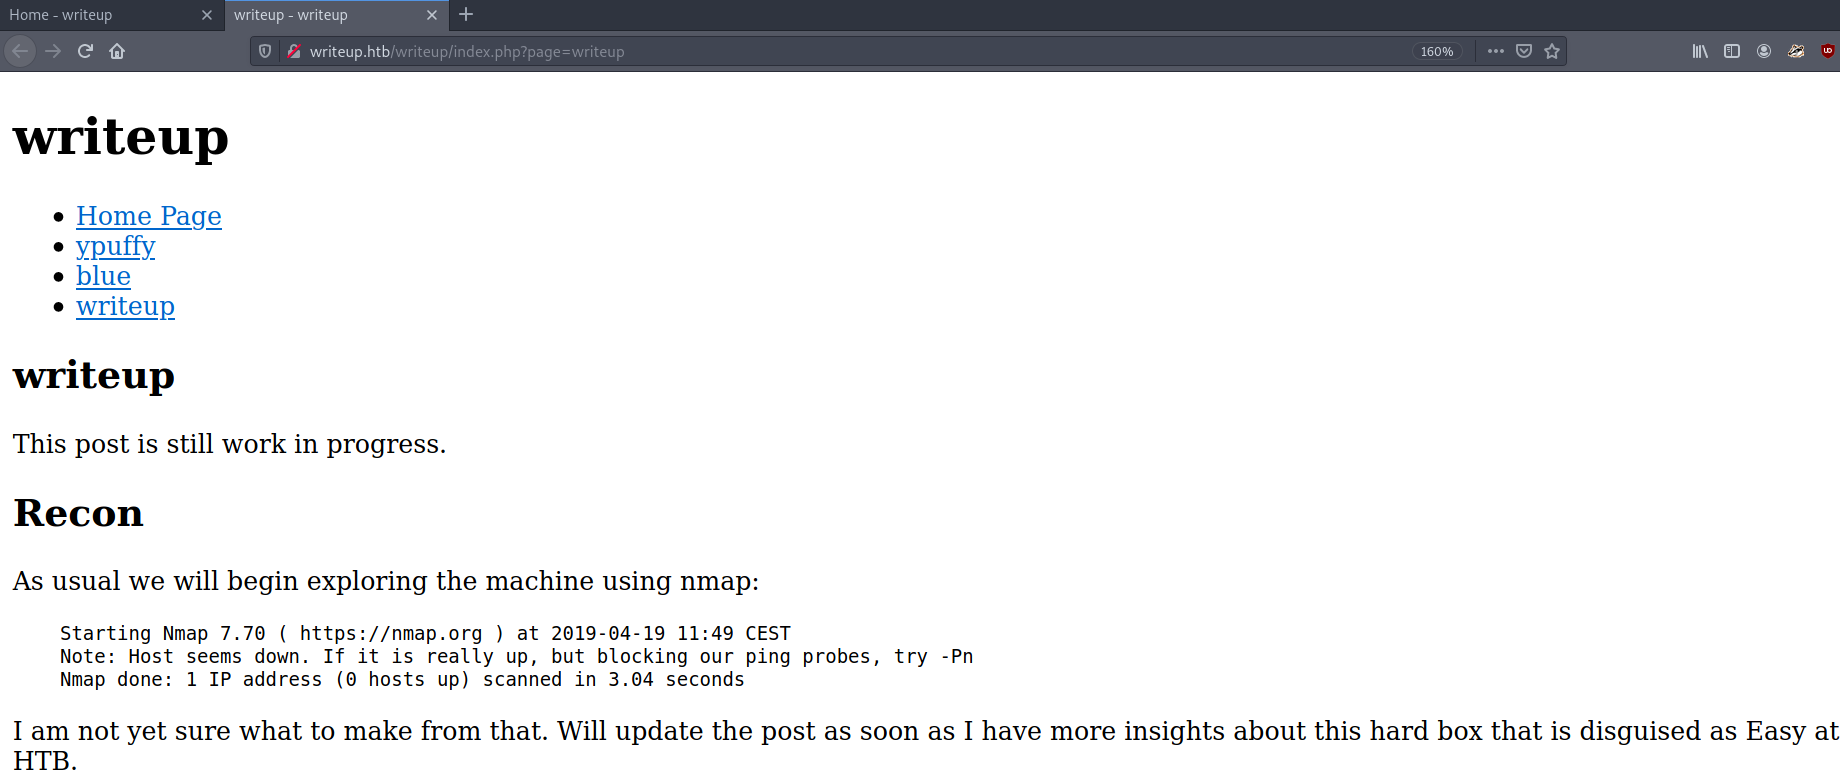 Home - writeup
writeup - writeup
writeup.htb/writeup/index.php?page=writeup
160%
writeup
Home Page
ypuffy
blue
writeup
writeup
This post is still work in progress.
Recon
As usual we will begin exploring the machine using nmap:
Starting Nmap 7.70 ( https://nmap.org ) at 2019-04-19 11:49 CEST
Note: Host seems down. If it is really up, but blocking our ping probes, try -Pn
Nmap done: 1 IP address (0 hosts up) scanned in 3.04 seconds
I am not yet sure what to make from that. Will update the post as soon as I have more insights about this hard box that is disguised as Easy at
HTB.